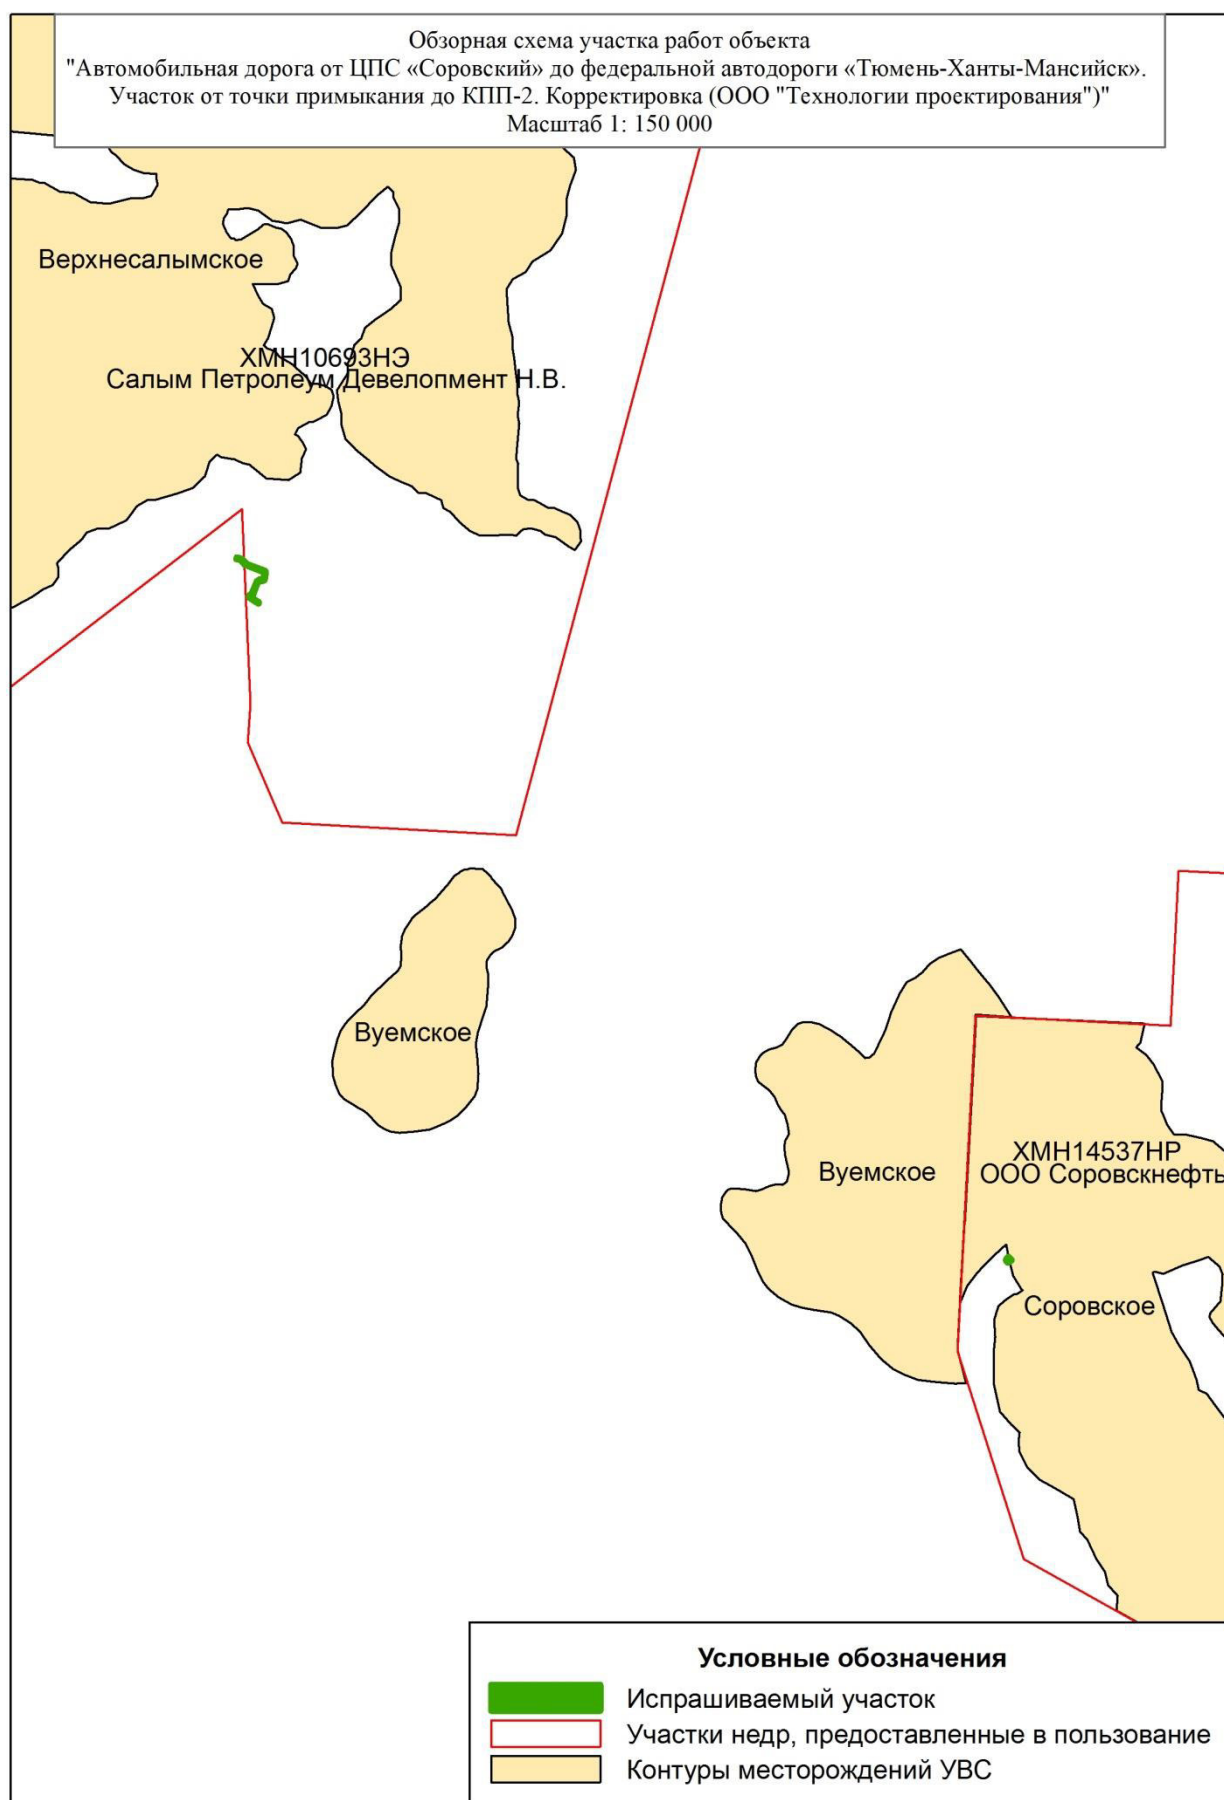 Обзорная схема участка работ объекта
"Автомобильная дорога от ЦПС «Соровский» до федеральной автодороги «Тюмень-Ханты-Мансийск».
Участок от точки примыкания до КПП-2. Корректировка (ООО "Технологии проектирования")"
Масштаб 1: 150 000
Верхнесалымское
ХМН10693НЭ
Салым Петролеум Девелопмент Н.В.
Вуемское
Вуемское
ХМН14537НР
ООО Соровскнефть
Соровское
Условные обозначения
Испрашиваемый участок
Участки недр, предоставленные в пользование
Контуры месторождений УВС